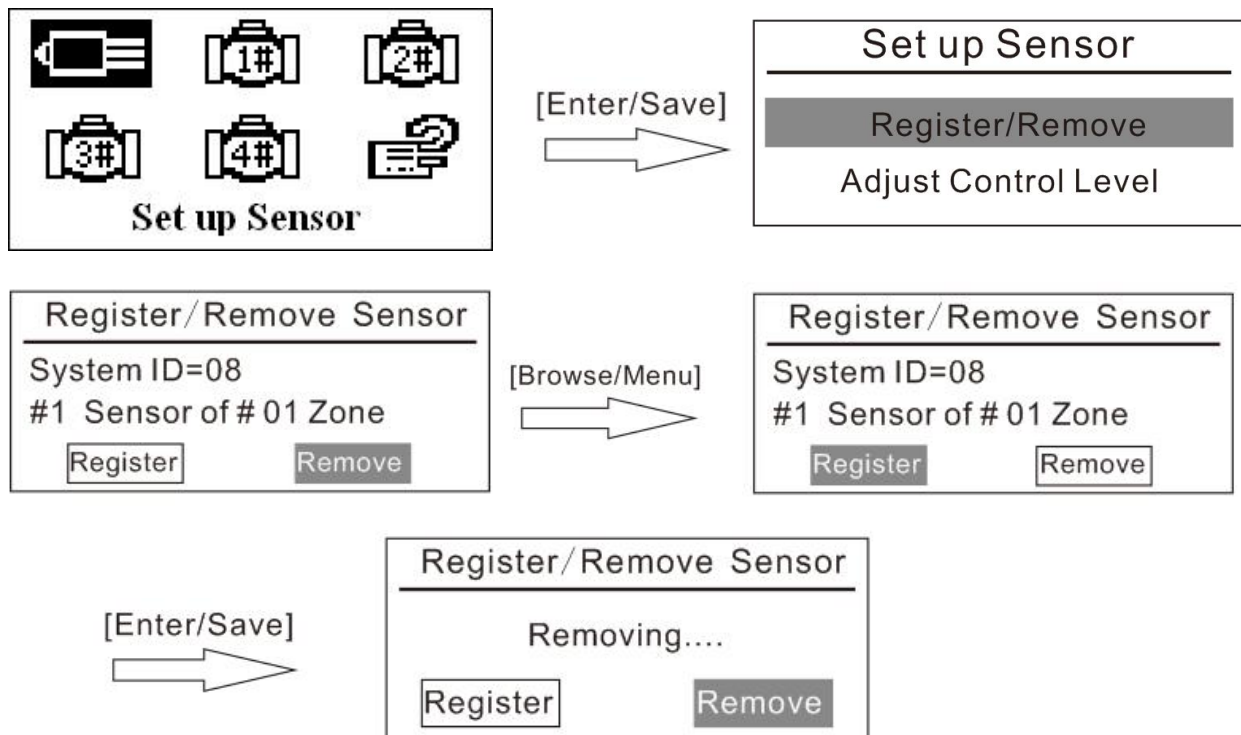 1#
2#
3#
4#
Set up Sensor
[Enter/Save]
Set up Sensor
Register/Remove
Adjust Control Level
Register/Remove Sensor
System ID=08
#1 Sensor of # 01 Zone
Register
Remove
[Browse/Menu]
Register/Remove Sensor
System ID=08
#1 Sensor of # 01 Zone
Register
Remove
[Enter/Save]
Register/Remove Sensor
Removing....
Register
Remove